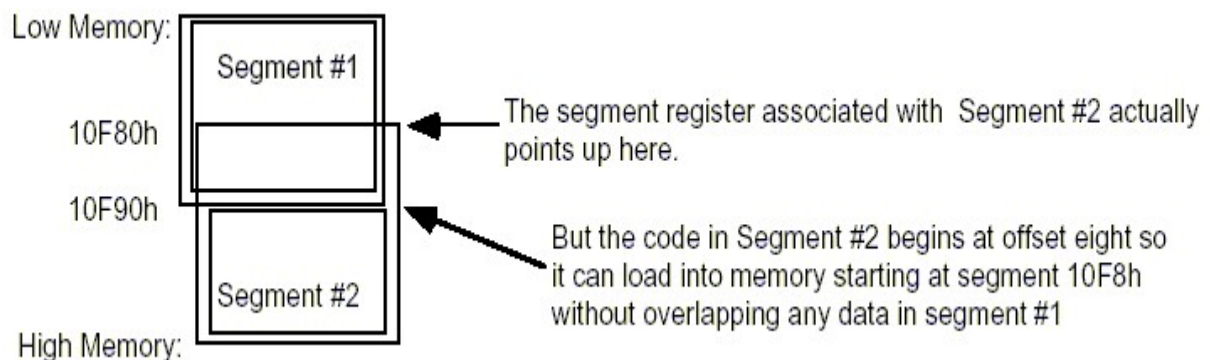 Low Memory:
Segment #1
The segment register associated with Segment #2 actually
points up here.
10F80h
10F90h
But the code in Segment #2 begins at offset eight so
it can load into memory starting at segment 10F8h
without overlapping any data in segment #1
Segment #2
High Memory: